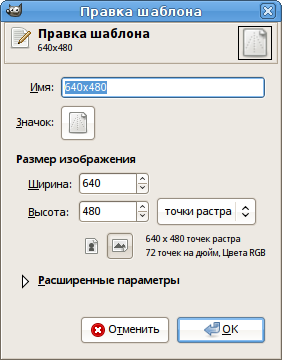 Правка шаблона
Правка шаблона
640x480
Имя: 640x480
Значок:
Размер изображения
Ширина: 640
Высота: 480 точки растра
640 x 480 точек растра
72 точек на дюйм, Цвета RGB
Расширенные параметры
Отменить OK